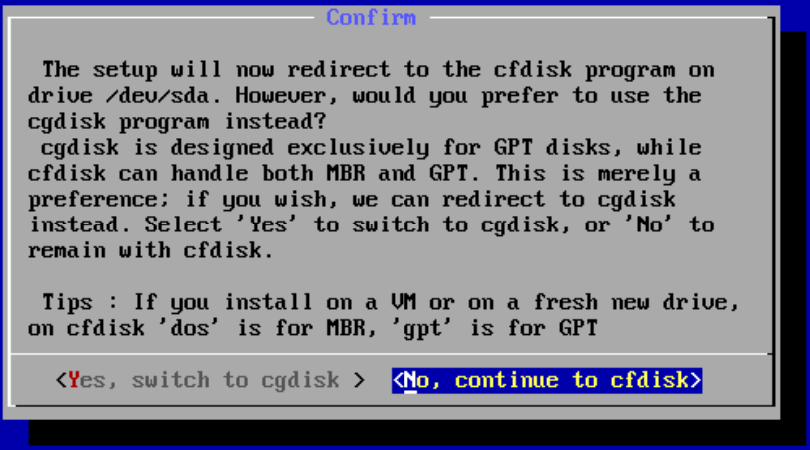 Confirm
The setup will now redirect to the cfdisk program on
drive /dev/sda. However, would you prefer to use the
cgdisk program instead?
cgdisk is designed exclusively for GPT disks, while
cfdisk can handle both MBR and GPT. This is merely a
preference; if you wish, we can redirect to cgdisk
instead. Select 'Yes' to switch to cgdisk, or 'No' to
remain with cfdisk.
Tips : If you install on a VM or on a fresh new drive,
on cfdisk 'dos' is for MBR, 'gpt' is for GPT
<Yes, switch to cgdisk > <No, continue to cfdisk>